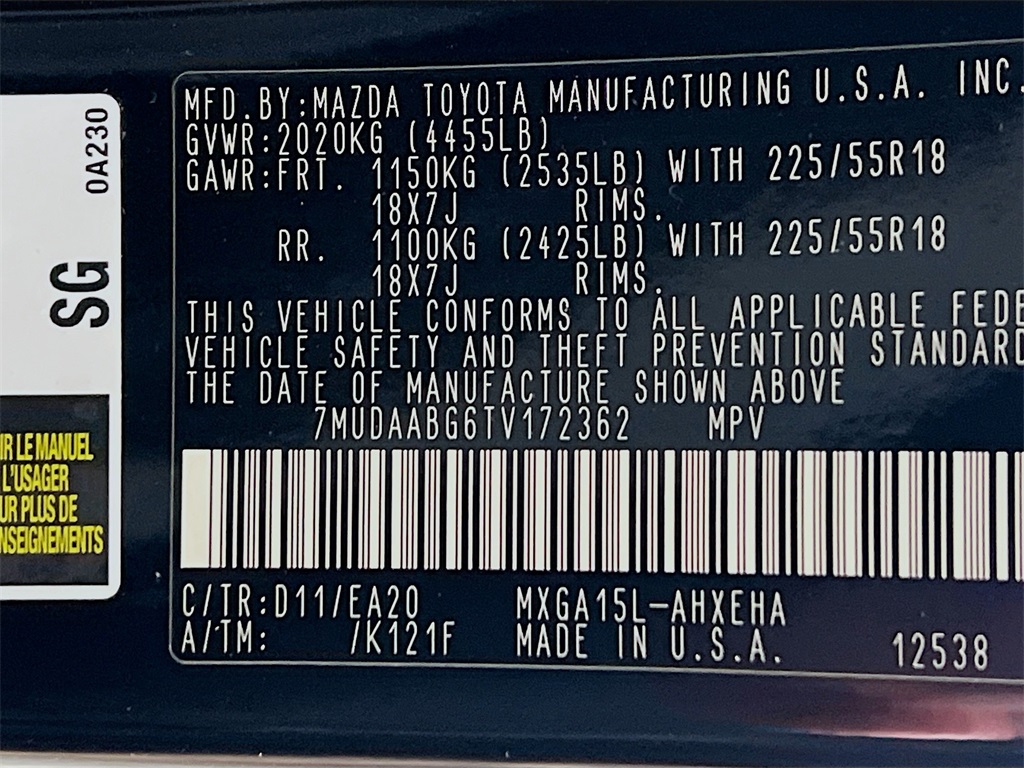 MFD.BY:MAZDA TOYOTA MANUFACTURING U.S.A. INC.
GVWR:2020KG (4455LB)
GAWR:FRT. 1150KG (2535LB) WITH 225/55R18
18X7J RIMS.
RR. 1100KG (2425LB) WITH 225/55R18
18X7J RIMS.
THIS VEHICLE CONFORMS TO ALL APPLICABLE FEDE
VEHICLE SAFETY AND THEFT PREVENTION STANDARD
THE DATE OF MANUFACTURE SHOWN ABOVE
7MUDAABG6TV172362 MPV
C/TR:D11/EA20 MXGA15L-AHXEHA
A/TM: /K121F MADE IN U.S.A. 12538
0A230
SG
IR LE MANUEL
L'USAGER
UR PLUS DE
NSEIGNEMENTS